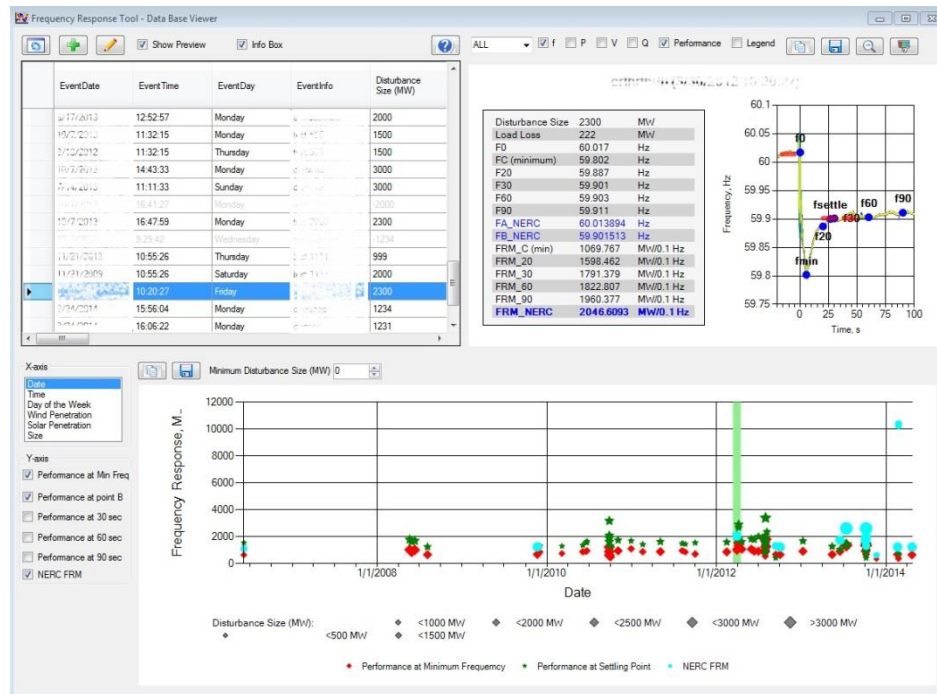 Frequency Response Tool - Data Base Viewer
Show Preview Info Box ALL f P V Q Performance Legend
EventDate EventTime EventDay EventInfo Disturbance Size (MW)
12:52:57 Monday 2000
11:32:15 Monday 1500
11:32:15 Thursday 1500
14:43:33 Monday 3000
11:11:33 Sunday 3000
16:41:27 Monday -2000
16:47:59 Monday 2300
9:29:42 Wednesday -1234
10:55:26 Thursday 999
11/21/2009 10:55:26 Saturday 2000
10:20:27 Friday 2300
15:56:04 Monday 1234
16:06:22 Monday 1231
Disturbance Size 2300 MW
Load Loss 222 MW
F0 60.017 Hz
FC (minimum) 59.802 Hz
F20 59.887 Hz
F30 59.901 Hz
F60 59.903 Hz
F90 59.911 Hz
FA_NERC 60.013894 Hz
FB_NERC 59.901513 Hz
FRM_C (min) 1069.767 MW//0.1 Hz
FRM_20 1598.462 MW//0.1 Hz
FRM_30 1791.379 MW//0.1 Hz
FRM_60 1822.807 MW//0.1 Hz
FRM_90 1960.377 MW//0.1 Hz
FRM_NERC 2046.6093 MW/0.1 Hz
Frequency, Hz
60.1
60.05
60
59.95
59.9
59.85
59.8
59.75
f0
fsettle f60 f90
f30
f20
fmin
0 25 50 75 100
Time, s
X-axis
Date
Time
Day of the Week
Wind Penetration
Solar Penetration
Size
Y-axis
Performance at Min Freq
Performance at point B
Performance at 30 sec
Performance at 60 sec
Performance at 90 sec
NERC FRM
Minimum Disturbance Size (MW) 0
Frequency Response, M...
12000
10000
8000
6000
4000
2000
0
1/1/2008 1/1/2010 1/1/2012 1/1/2014
Date
Disturbance Size (MW): <1000 MW <2000 MW <2500 MW <3000 MW >3000 MW
<500 MW <1500 MW
Performance at Minimum Frequemcy Performance at Settling Point NERC FRM